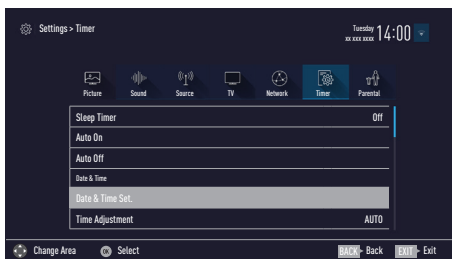 Settings > Timer
Tuesday
xx xxx xxxx
14:00
Picture Sound Source TV Network Timer Parental
Sleep Timer Off
Auto On
Auto Off
Date & Time
Date & Time Set.
Time Adjustment AUTO
Change Area OK Select BACK Back EXIT Exit